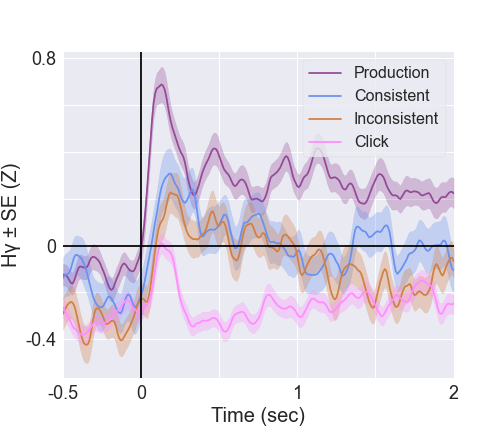 0.8
Production
Consistent
Inconsistent
Click
Hγ ± SE (Z)
0
-0.4
-0.5 0 1 2
Time (sec)